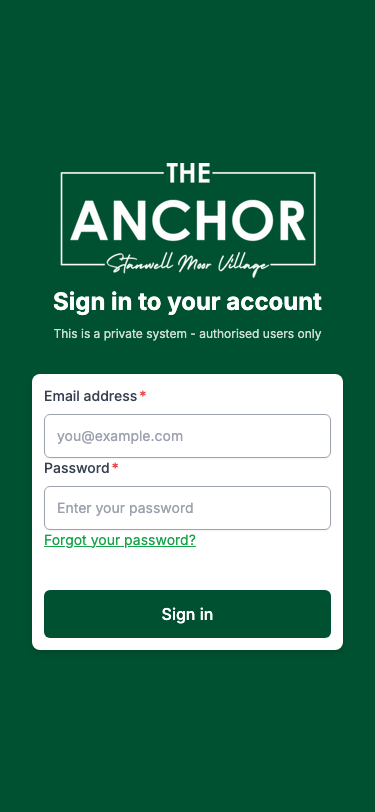 THE
ANCHOR
Stanwell Moor Village
Sign in to your account
This is a private system - authorised users only
Email address*
you@example.com
Password*
Enter your password
Forgot your password?
Sign in